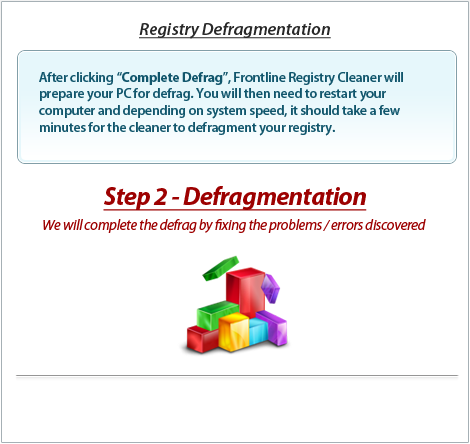 Registry Defragmentation
After clicking “Complete Defrag”, Frontline Registry Cleaner will
prepare your PC for defrag. You will then need to restart your
computer and depending on system speed, it should take a few
minutes for the cleaner to defragment your registry.
Step 2 - Defragmentation
We will complete the defrag by fixing the problems / errors discovered